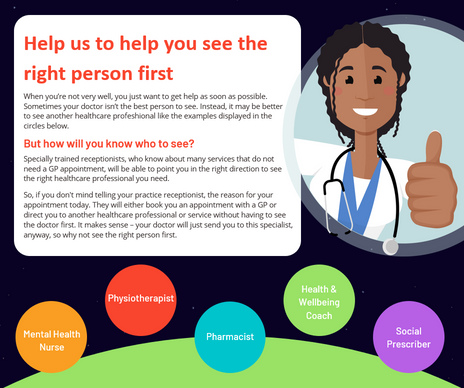 Help us to help you see the
right person first
When you're not very well, you just want to get help as soon as possible.
Sometimes your doctor isn't the best person to see. Instead, it may be better
to see another healthcare profeshional like the examples displayed in the
circles below.
But how will you know who to see?
Specially trained receptionists, who know about many services that do not
need a GP appointment, will be able to point you in the right direction to see
the right healthcare professional you need.
So, if you don't mind telling your practice receptionist, the reason for your
appointment today. They will either book you an appointment with a GP or
direct you to another healthcare professional or service without having to see
the doctor first. It makes sense – your doctor will just send you to this specialist,
anyway, so why not see the right person first.
Mental Health
Nurse
Physiotherapist
Pharmacist
Health &
Wellbeing
Coach
Social
Prescriber